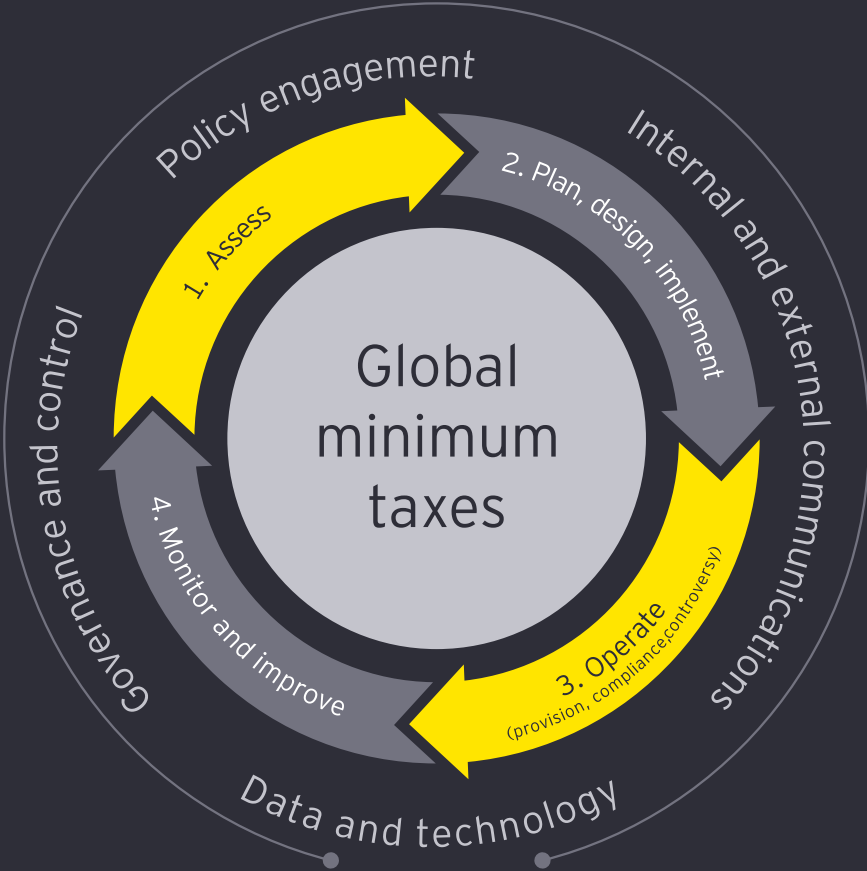 Policy engagement
Internal and external communications
Data and technology
Governance and control
1. Assess
2. Plan, design, implement
3. Operate
(provision, compliance,controversy)
4. Monitor and improve
Global
minimum
taxes